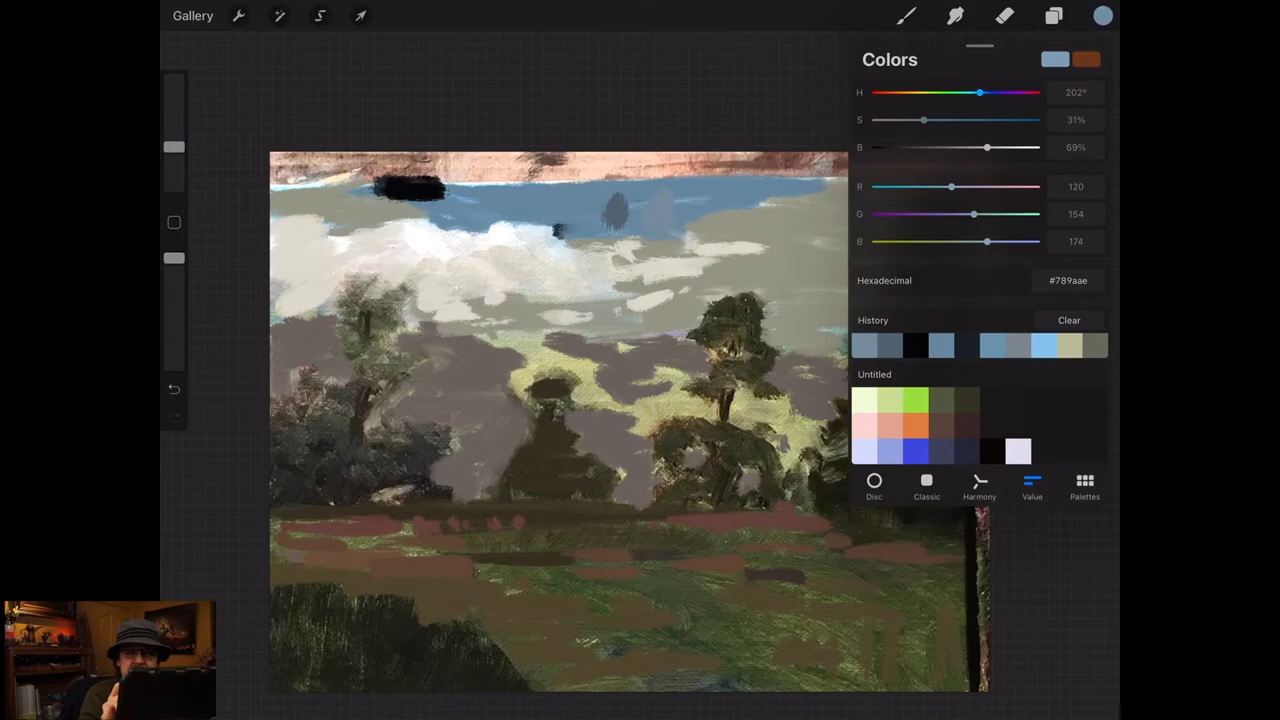 Gallery
Colors
H 202°
S 31%
B 69%
R 120
G 154
B 174
Hexadecimal #789aae
History Clear
Untitled
Disc Classic Harmony Value Palettes